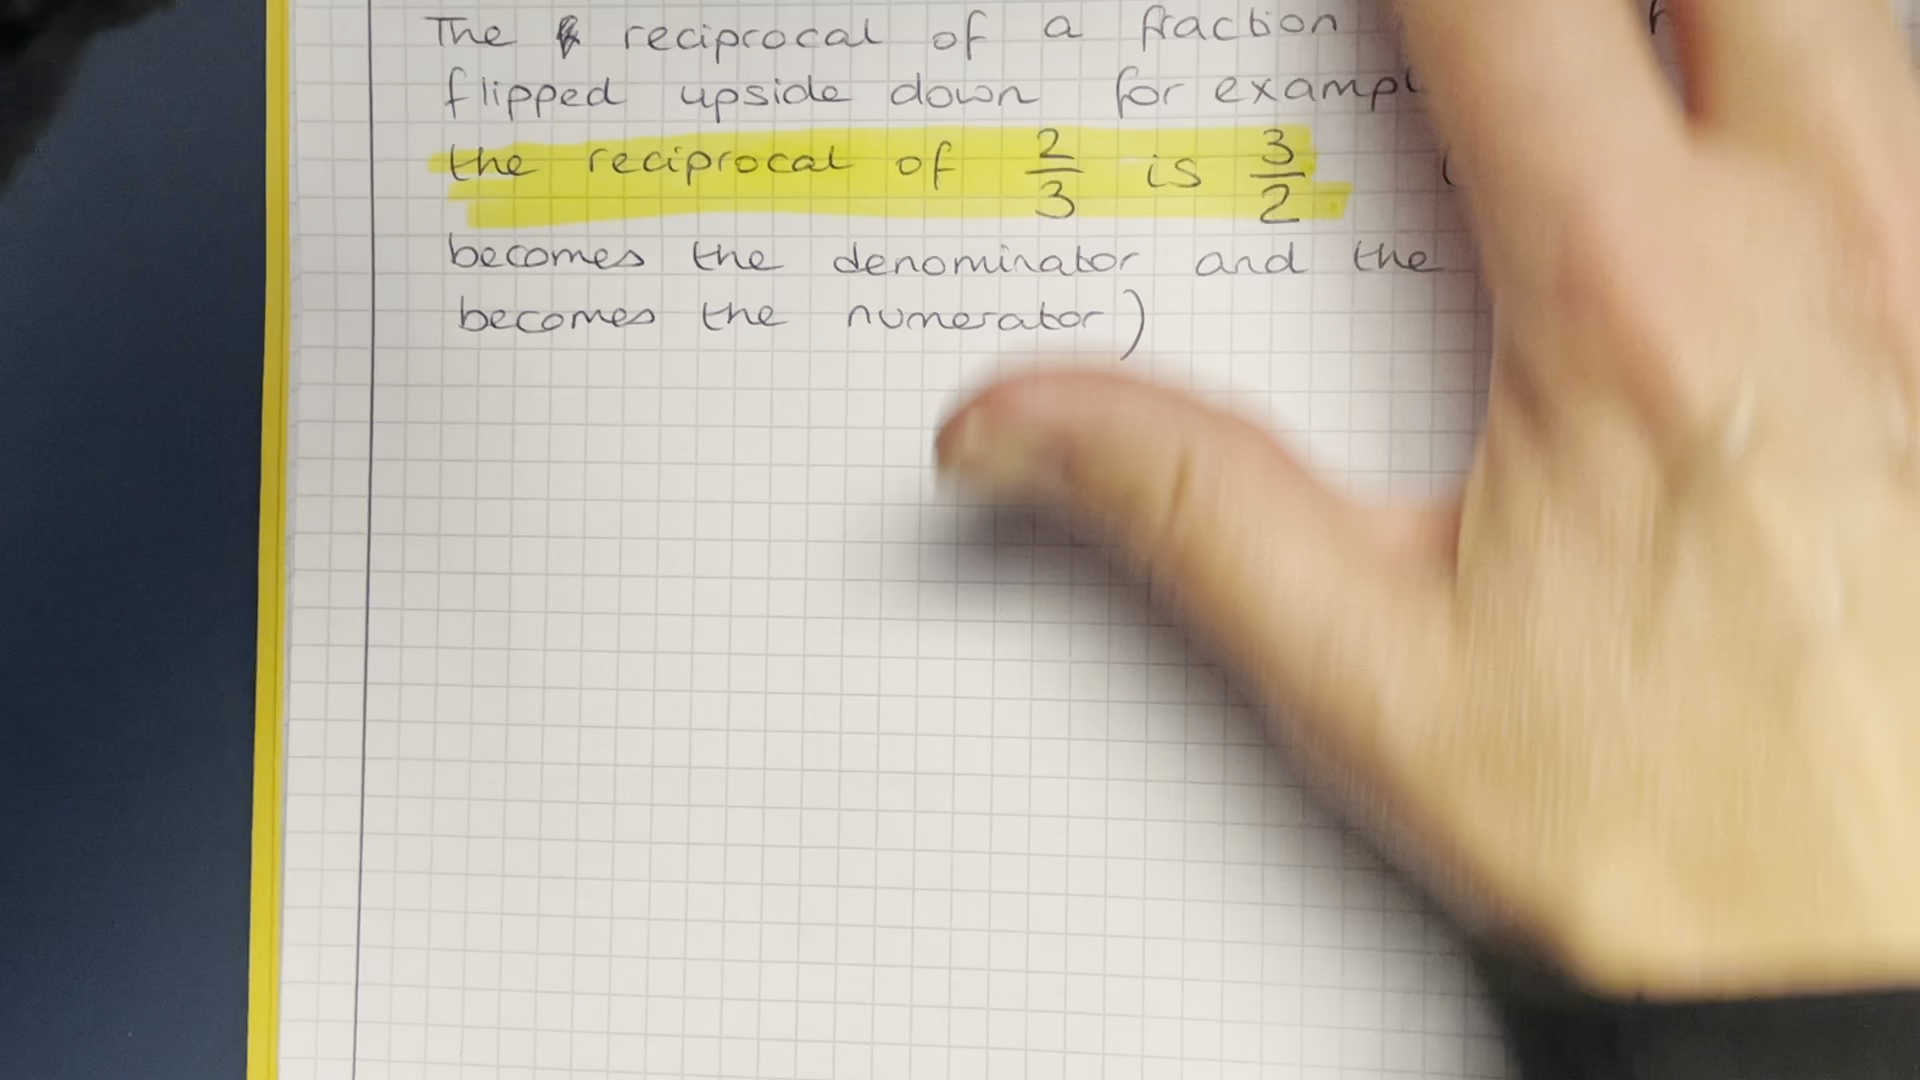 The reciprocal of a fraction
flipped upside down for exampl
the reciprocal of 2/3 is 3/2 (
becomes the denominator and the
becomes the numerator)